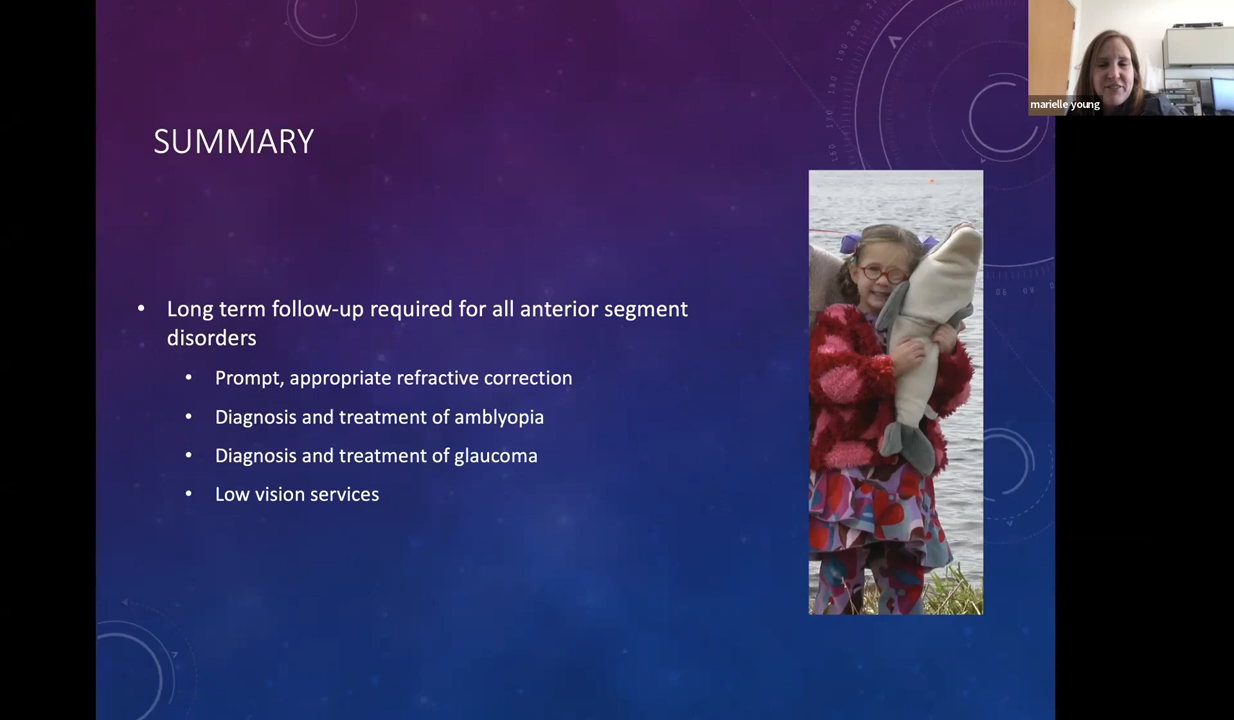 marielle young
SUMMARY
• Long term follow-up required for all anterior segment
disorders
• Prompt, appropriate refractive correction
• Diagnosis and treatment of amblyopia
• Diagnosis and treatment of glaucoma
• Low vision services